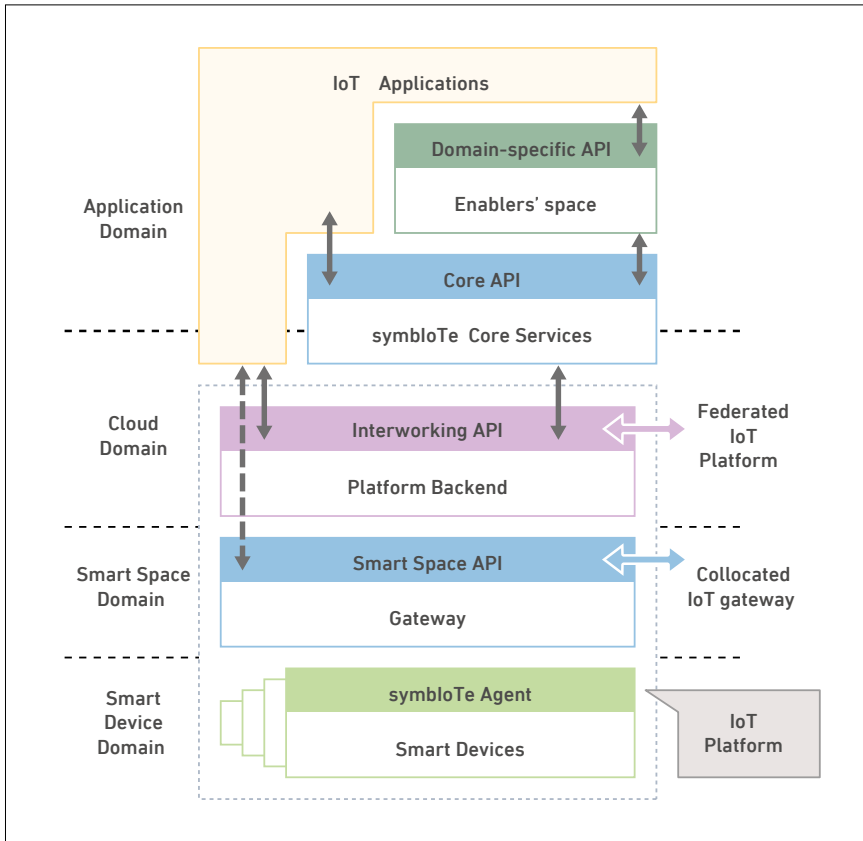 IoT Applications
Domain-specific API
Enablers’ space
Application
Domain
Core API
symbIoTe Core Services
Cloud
Domain
Interworking API
Platform Backend
Federated
IoT
Platform
Smart Space
Domain
Smart Space API
Gateway
Collocated
IoT gateway
Smart
Device
Domain
symbIoTe Agent
Smart Devices
IoT
Platform